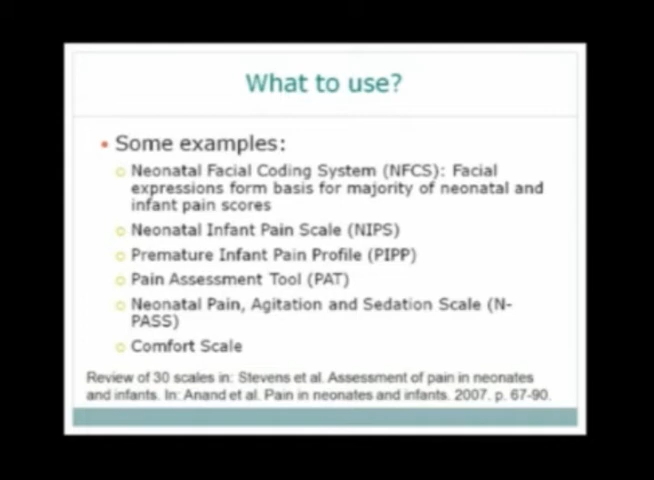 What to use?
Some examples:
Neonatal Facial Coding System (NFCS): Facial
expressions form basis for majority of neonatal and
infant pain scores
Neonatal Infant Pain Scale (NIPS)
Premature Infant Pain Profile (PIPP)
Pain Assessment Tool (PAT)
Neonatal Pain, Agitation and Sedation Scale (N-
PASS)
Comfort Scale
Review of 30 scales in: Stevens et al. Assessment of pain in neonates
and infants. In: Anand et al. Pain in neonates and infants. 2007. p. 67-90.